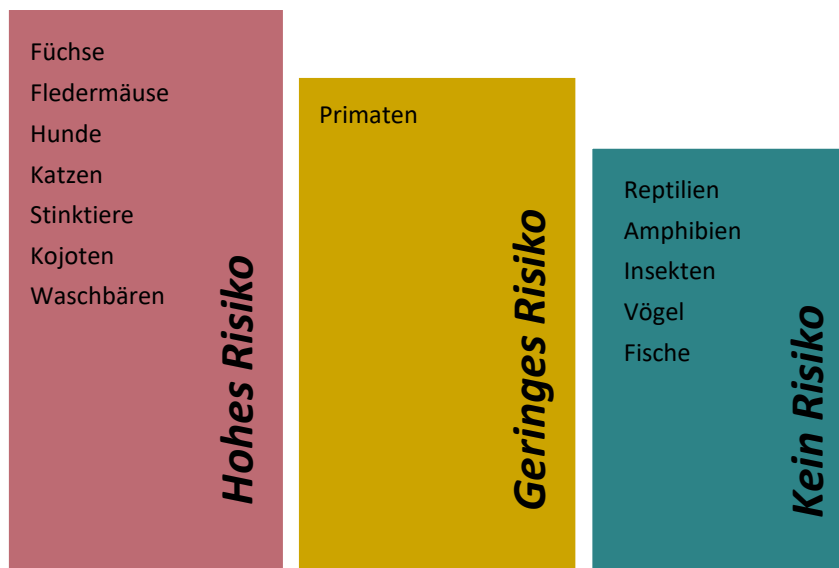 Füchse
Fledermäuse
Hunde
Katzen
Stinktiere
Kojoten
Waschbären
Hohes Risiko
Primaten
Geringes Risiko
Reptilien
Amphibien
Insekten
Vögel
Fische
Kein Risiko